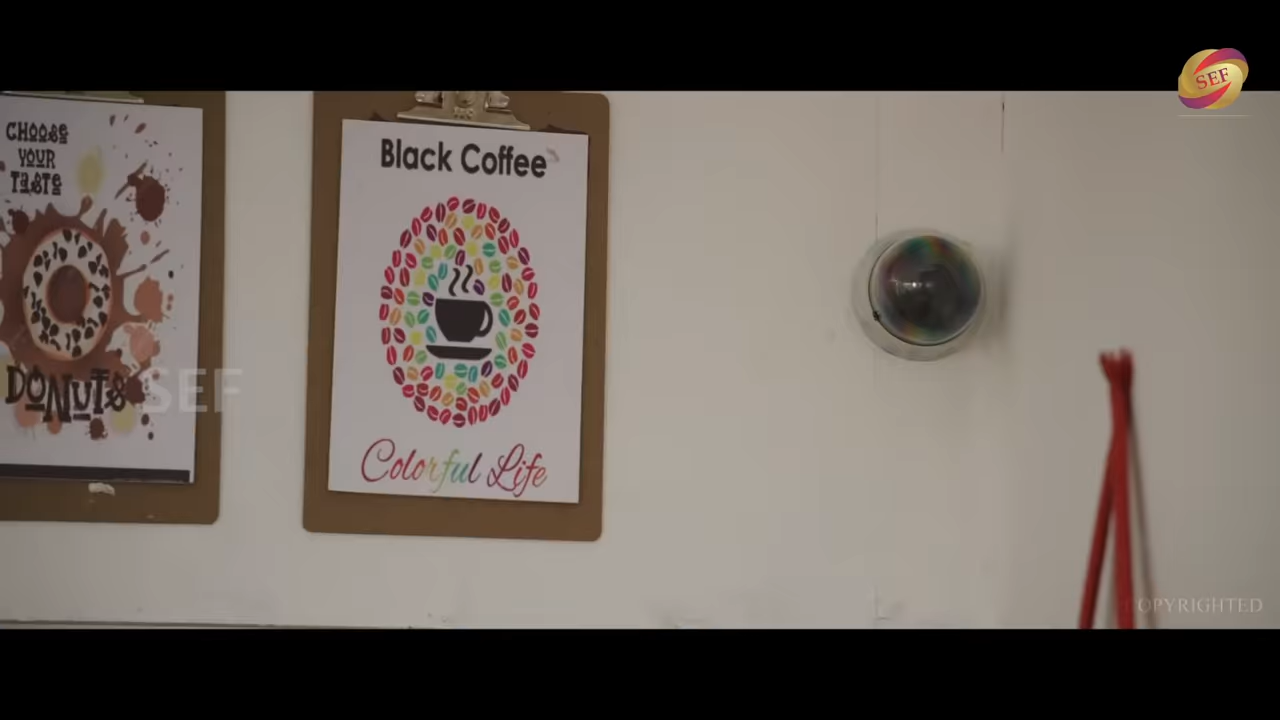 SEF
CHOOSE
YOUR
TASTE
DONUTS
Black Coffee
Colorful Life
SEF
COPYRIGHTED